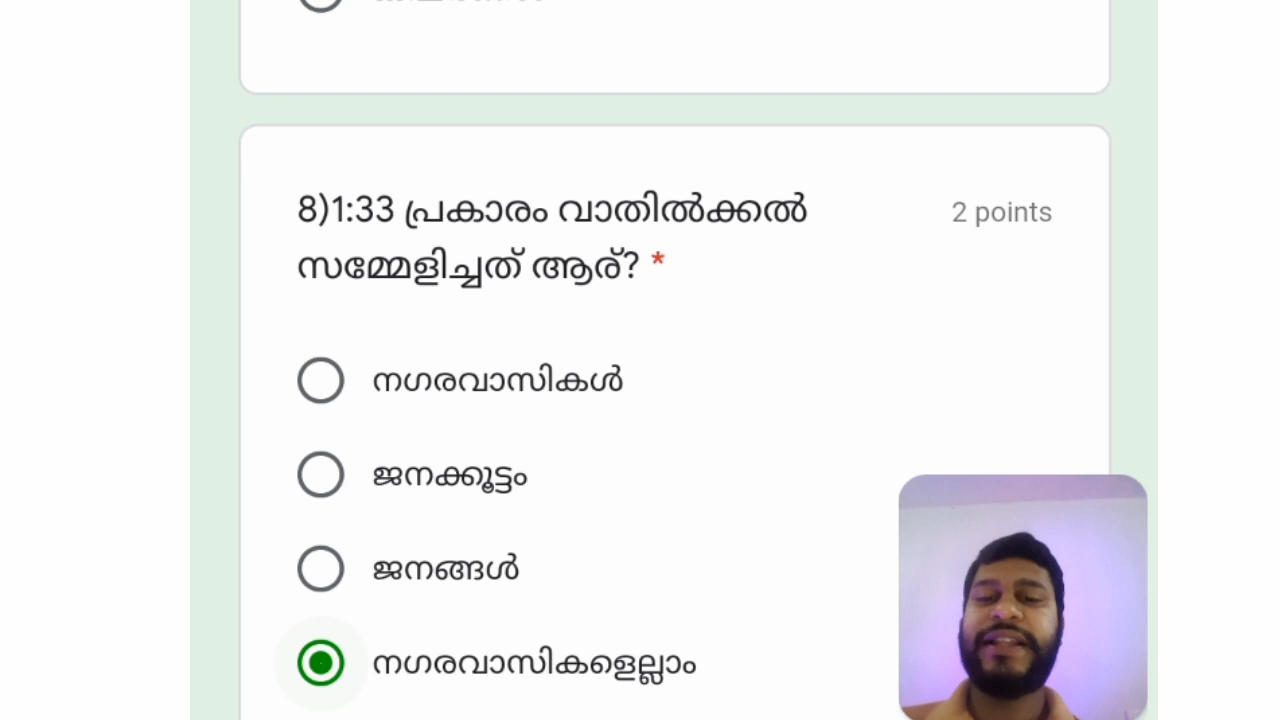 8)1:33 പ്രകാരം വാതിൽക്കൽ
2 points
സമ്മേളിച്ചത് ആര്? *
നഗരവാസികൾ
ജനക്കൂട്ടം
ജനങ്ങൾ
നഗരവാസികളെല്ലാം